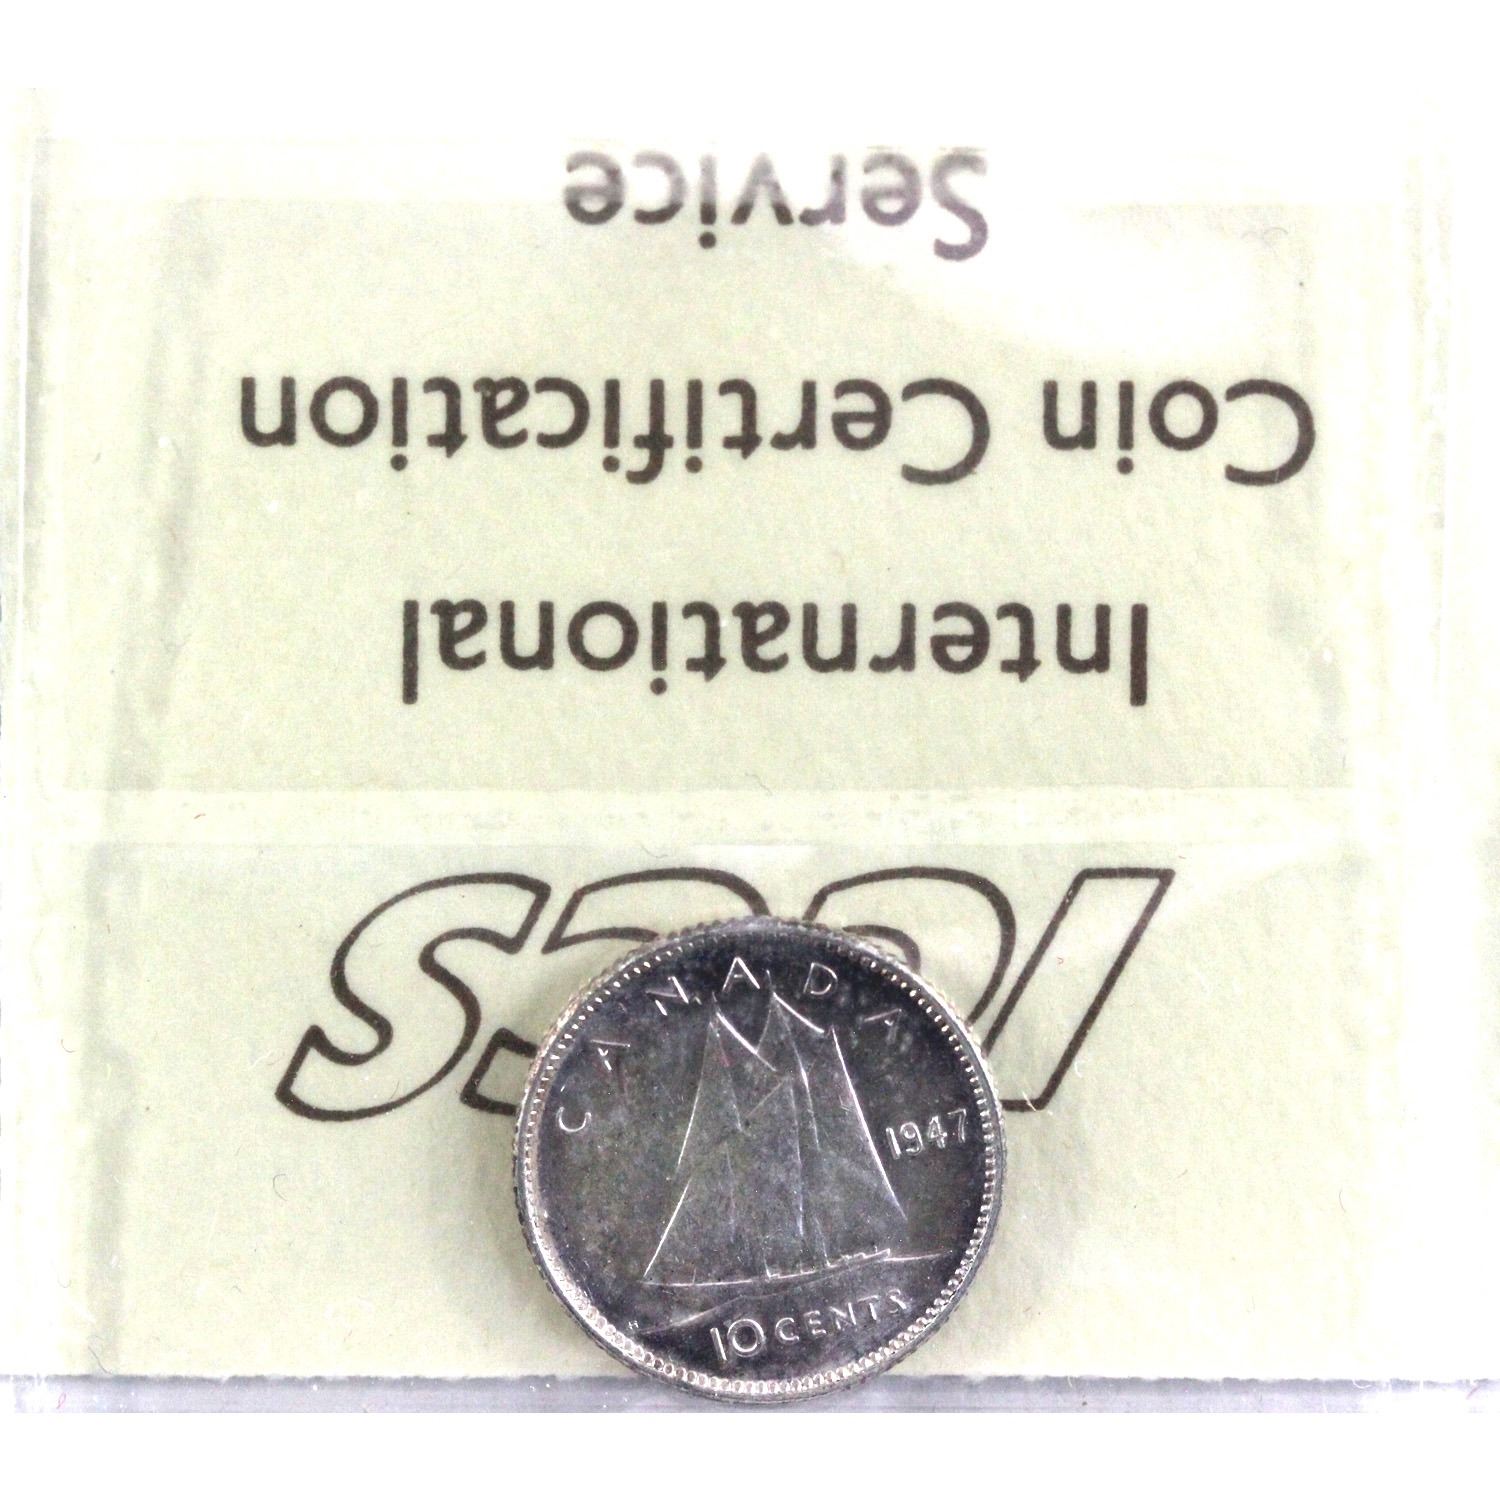 ICCS
International
Coin Certification
Service
CANADA
1947
10 CENTS
H